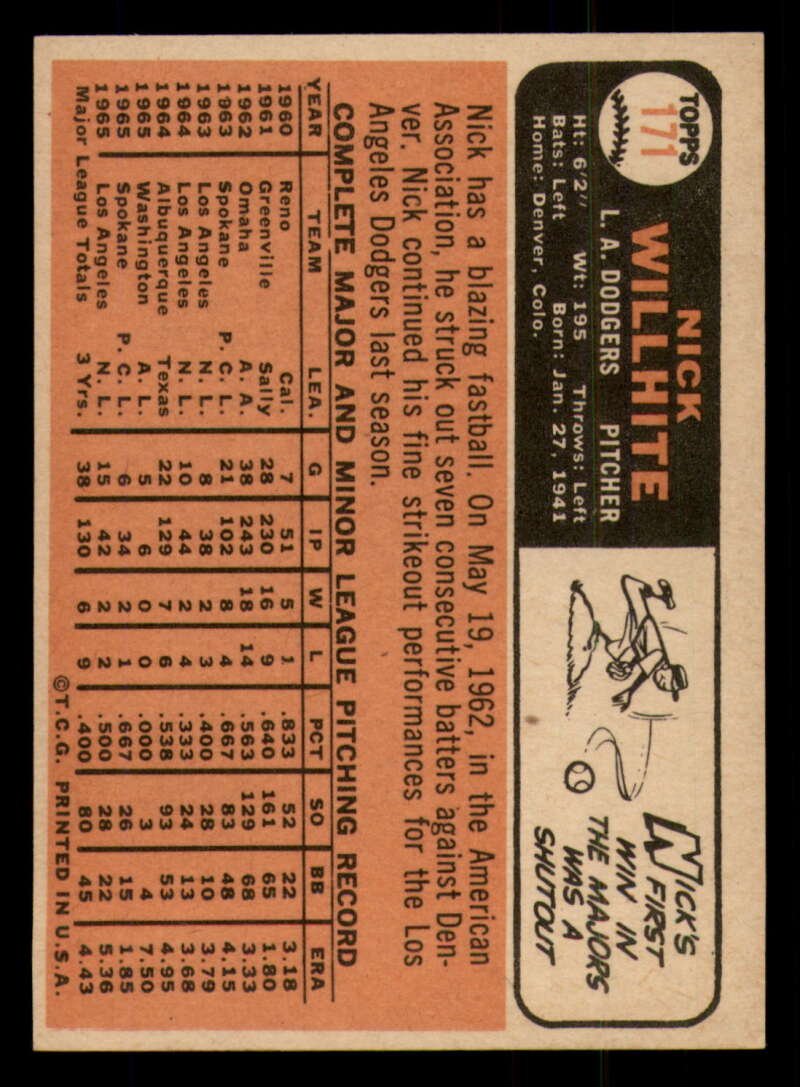 TOPPS
171
NICK
WILLHITE
L. A. DODGERS PITCHER
Ht: 6'2" Wt: 195 Throws: Left
Bats: Left Born: Jan. 27, 1941
Home: Denver, Colo.
NICK'S
FIRST
WIN IN
THE MAJORS
WAS A
SHUTOUT
Nick has a blazing fastball. On May 19, 1962, in the American
Association, he struck out seven consecutive batters against Den-
ver. Nick continued his fine strikeout performances for the Los
Angeles Dodgers last season.
COMPLETE MAJOR AND MINOR LEAGUE PITCHING RECORD
YEAR TEAM LEA. G IP W L PCT SO BB ERA
1960 Reno Cal. 7 51 5 1 .833 52 22 3.18
1961 Greenville Sally 28 230 16 9 .640 161 65 1.80
1962 Omaha A. A. 38 243 18 14 .563 129 68 3.33
1963 Spokane P. C. L. 21 102 8 4 .667 83 48 4.15
1963 Los Angeles N. L. 8 38 2 3 .400 28 10 3.79
1964 Los Angeles N. L. 10 44 2 4 .333 24 13 3.68
1964 Albuquerque Texas 22 129 7 6 .538 93 53 4.95
1965 Washington A. L. 5 6 0 0 .000 3 4 7.50
1965 Spokane P. C. L. 6 34 2 1 .667 26 15 1.85
1965 Los Angeles N. L. 15 42 2 2 .500 28 22 5.36
Major League Totals 3 Yrs. 38 130 6 9 .400 80 45 4.43
©T.C.G. PRINTED IN U.S.A.